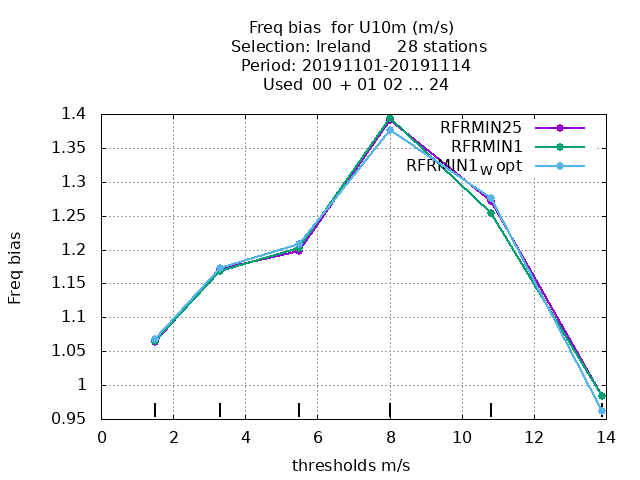 Freq bias for U10m (m/s)
Selection: Ireland 28 stations
Period: 20191101-20191114
Used 00 + 01 02 ... 24
1.4
1.35
1.3
1.25
1.2
1.15
1.1
1.05
1
0.95
Freq bias
RFRMIN25
RFRMIN1
RFRMIN1W opt
0 2 4 6 8 10 12 14
thresholds m/s